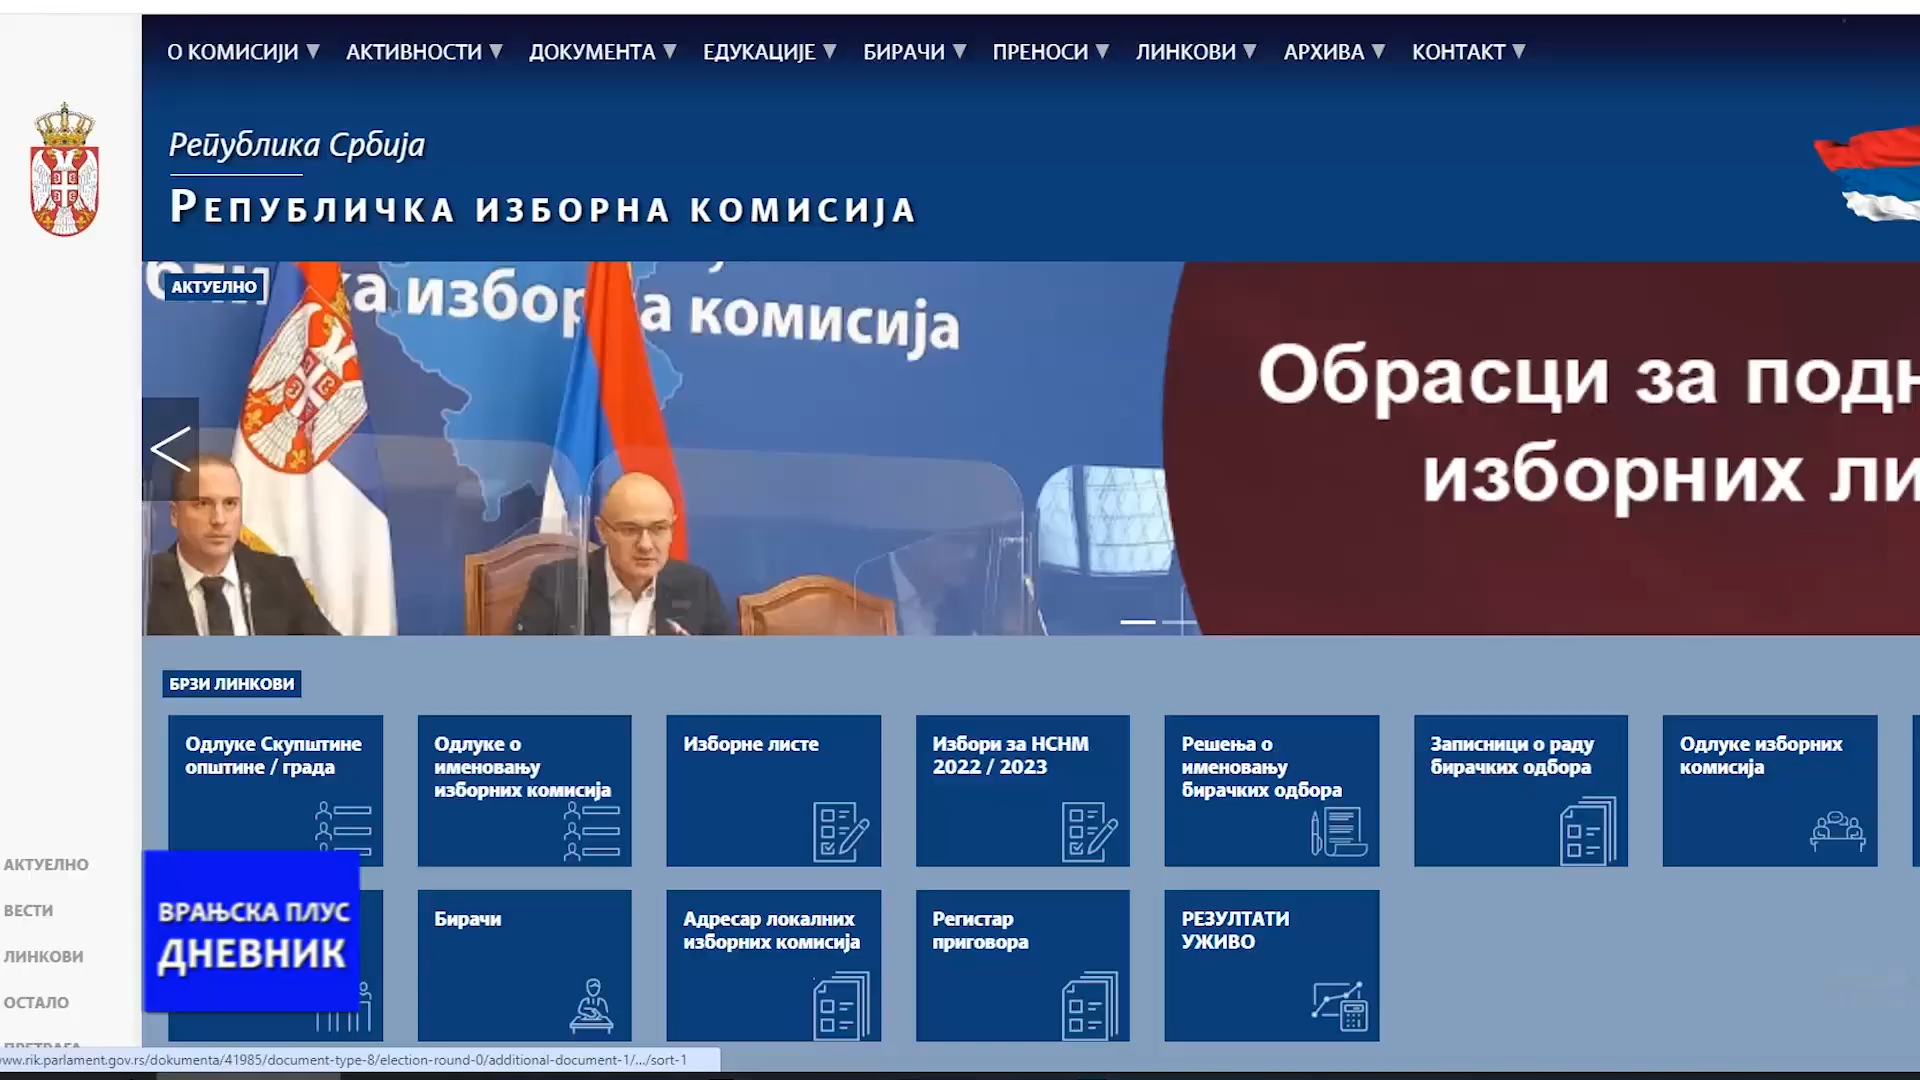 О КОМИСИЈИ АКТИВНОСТИ ДОКУМЕНТА ЕДУКАЦИЈЕ БИРАЧИ ПРЕНОСИ ЛИНКОВИ АРХИВА КОНТАКТ
Република Србија
РЕПУБЛИЧКА ИЗБОРНА КОМИСИЈА
АКТУЕЛНО
изборна комисија
Обрасци за
изборних
БРЗИ ЛИНКОВИ
Одлуке Скупштине
општине / града
Одлуке о
именовању
изборних комисија
Изборне листе
Избори за НСНМ
2022 / 2023
Решења о
именовању
бирачких одбора
Записници о раду
бирачких одбора
Одлуке изборних
комисија
Бирачи
Адресар локалних
изборних комисија
Регистар
приговора
РЕЗУЛТАТИ
УЖИВО
АКТУЕЛНО
ВЕСТИ
ЛИНКОВИ
ОСТАЛО
ВРАЊСКА ПЛУС
ДНЕВНИК
www.rik.parlament.gov.rs/dokumenta/41985/document-type-8/election-round-0/additional-document-1/.../sort-1